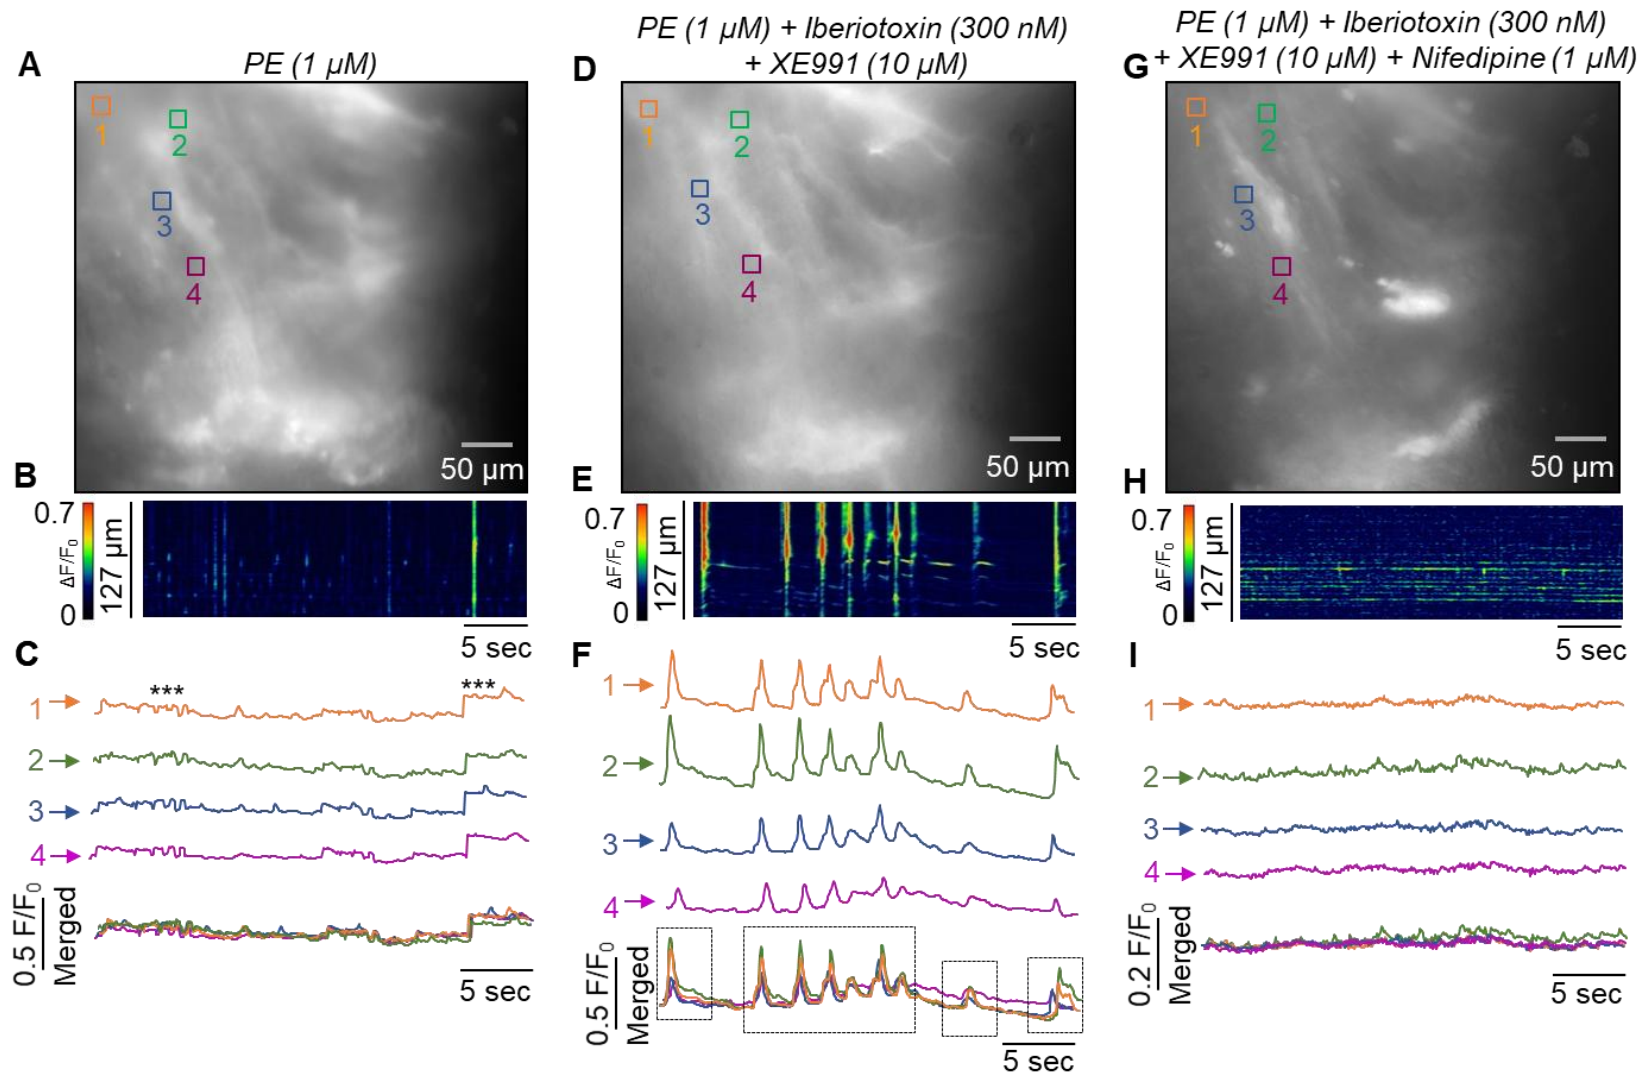 A
PE (1 µM)
1
2
3
4
50 µm
B
0.7
0
ΔF/F0
127 µm
5 sec
C
***
***
1
2
3
4
0.5 F/F0
Merged
5 sec
D
PE (1 µM) + Iberiotoxin (300 nM)
+ XE991 (10 µM)
1
2
3
4
50 µm
E
0.7
0
ΔF/F0
127 µm
5 sec
F
1
2
3
4
0.5 F/F0
Merged
5 sec
G
PE (1 µM) + Iberiotoxin (300 nM)
+ XE991 (10 µM) + Nifedipine (1 µM)
1
2
3
4
50 µm
H
0.7
0
ΔF/F0
127 µm
5 sec
I
1
2
3
4
0.2 F/F0
Merged
5 sec